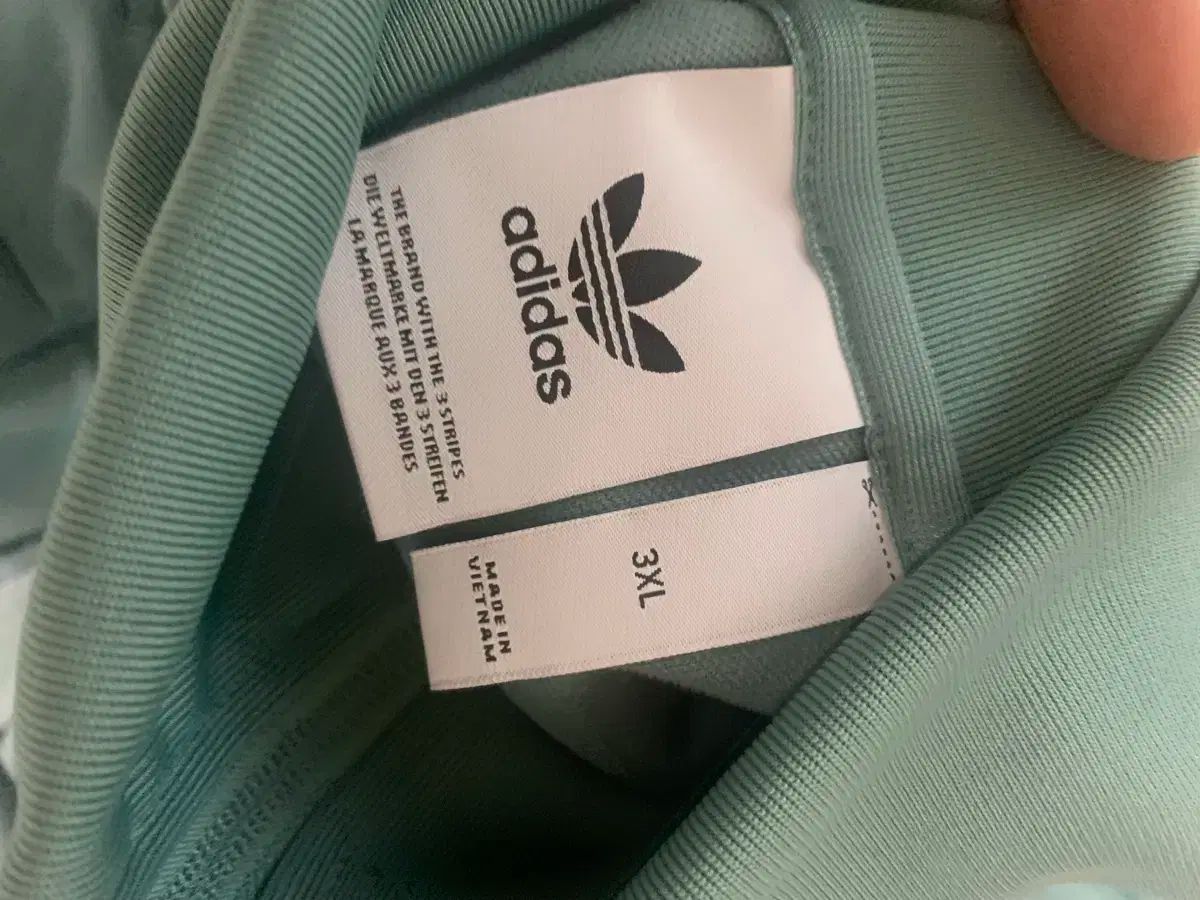 adidas
THE BRAND WITH THE 3 STRIPES
DIE WELTMARKE MIT DEN 3 STREIFEN
LA MARQUE AUX 3 BANDES
3XL
MADE IN
VIETNAM